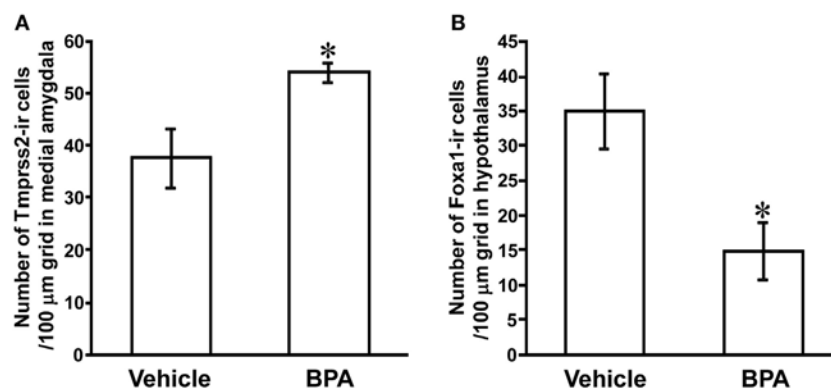 A
Number of Tmprss2-ir cells
/100 µm grid in medial amygdala
60
50
40
30
20
10
0
*
Vehicle
BPA
B
Number of Foxa1-ir cells
/100 µm grid in hypothalamus
45
40
35
30
25
20
15
10
5
0
*
Vehicle
BPA